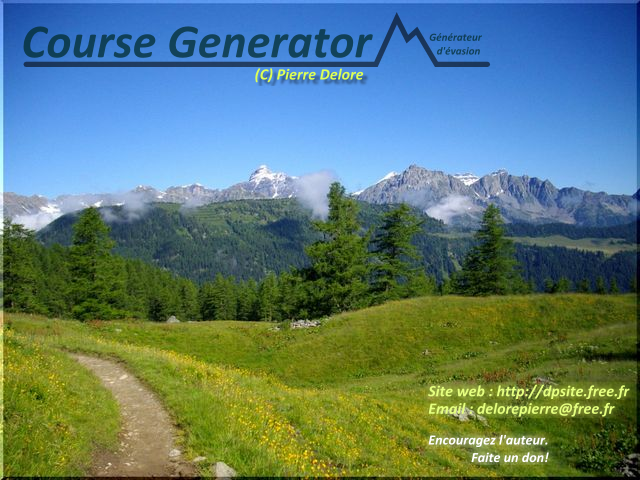 Course Generator
Générateur
d'évasion
(C) Pierre Delore
Site web : http://dpsite.free.fr
Email : delorepierre@free.fr
Encouragez l'auteur.
Faite un don!